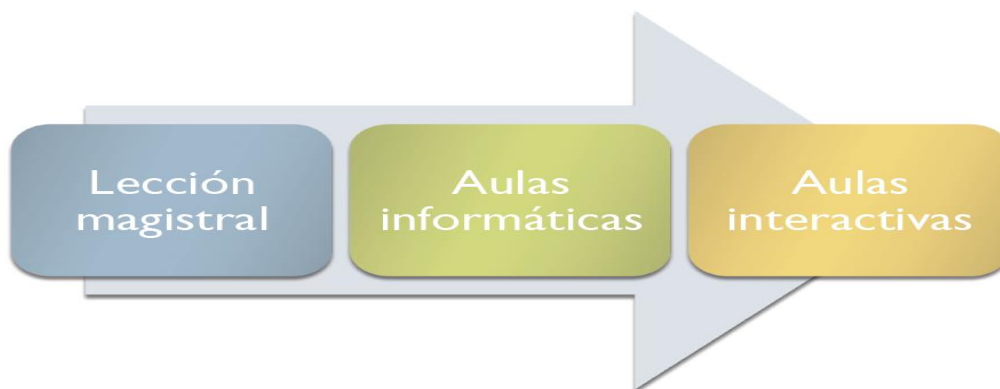 Lección
magistral
Aulas
informáticas
Aulas
interactivas